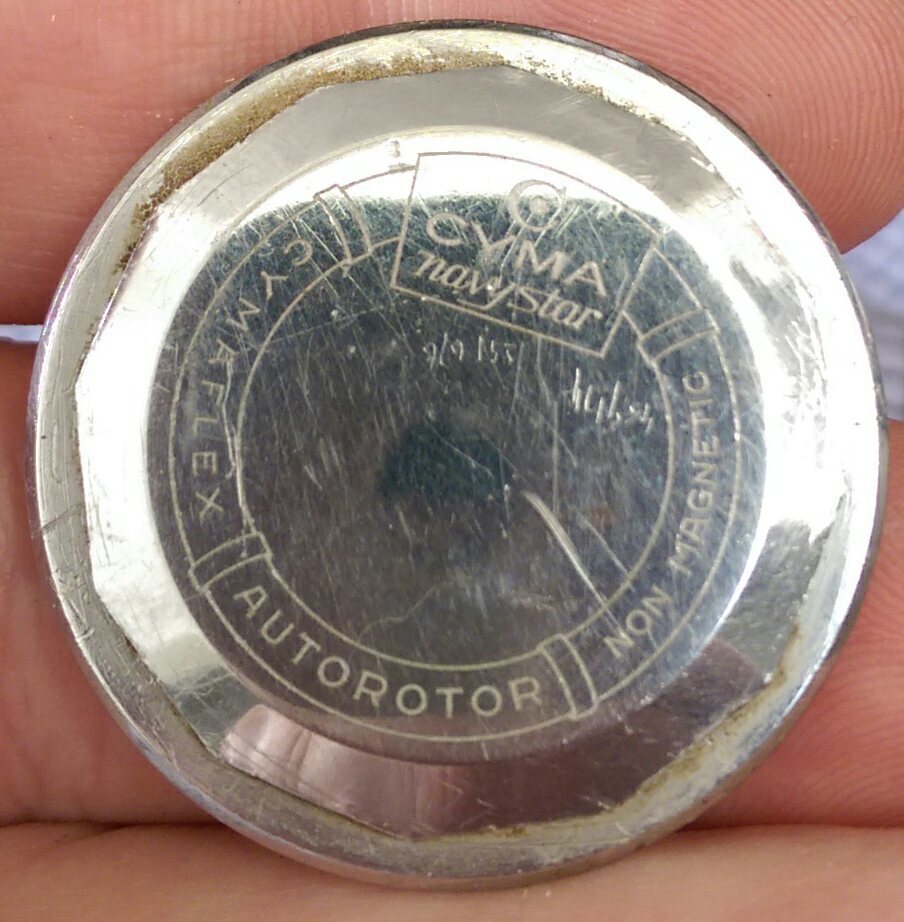 CYMA
navystar
NON MAGNETIC
AUTOROTOR
CYMAFLEX